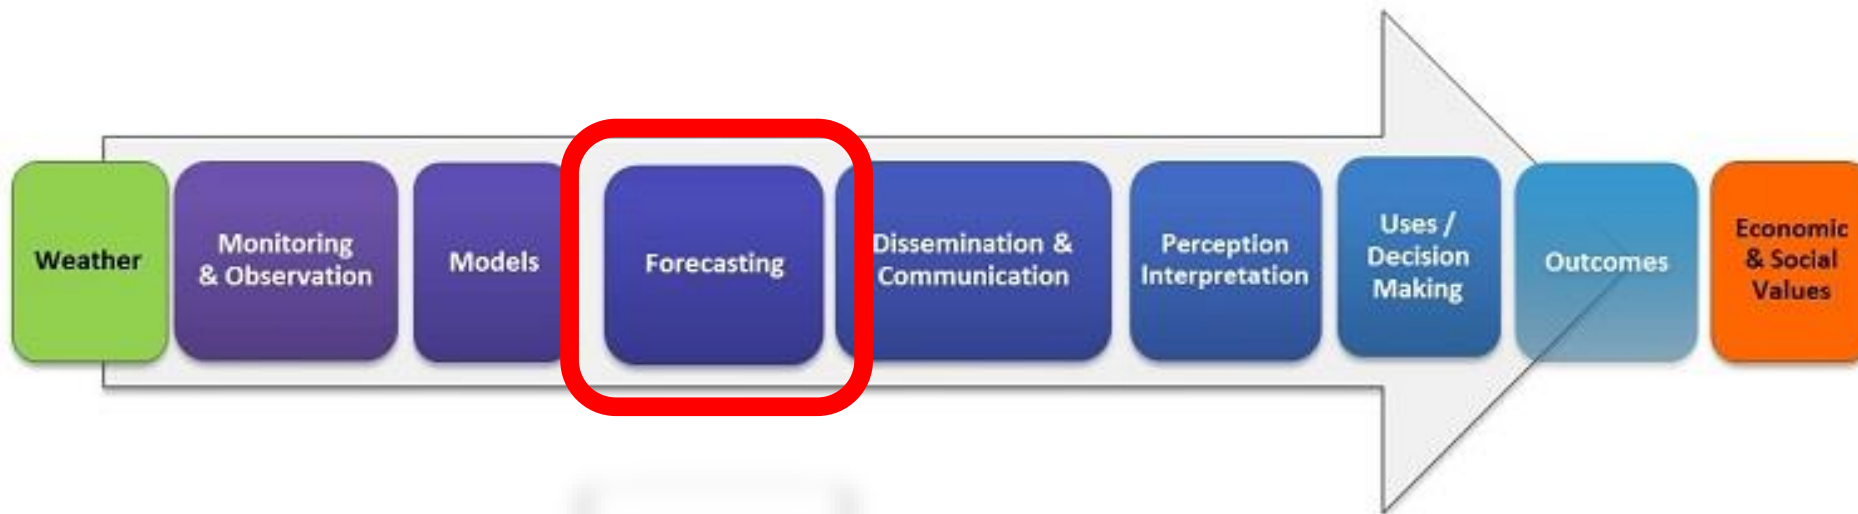 Weather
Monitoring
& Observation
Models
Forecasting
Dissemination &
Communication
Perception
Interpretation
Uses /
Decision
Making
Outcomes
Economic
& Social
Values